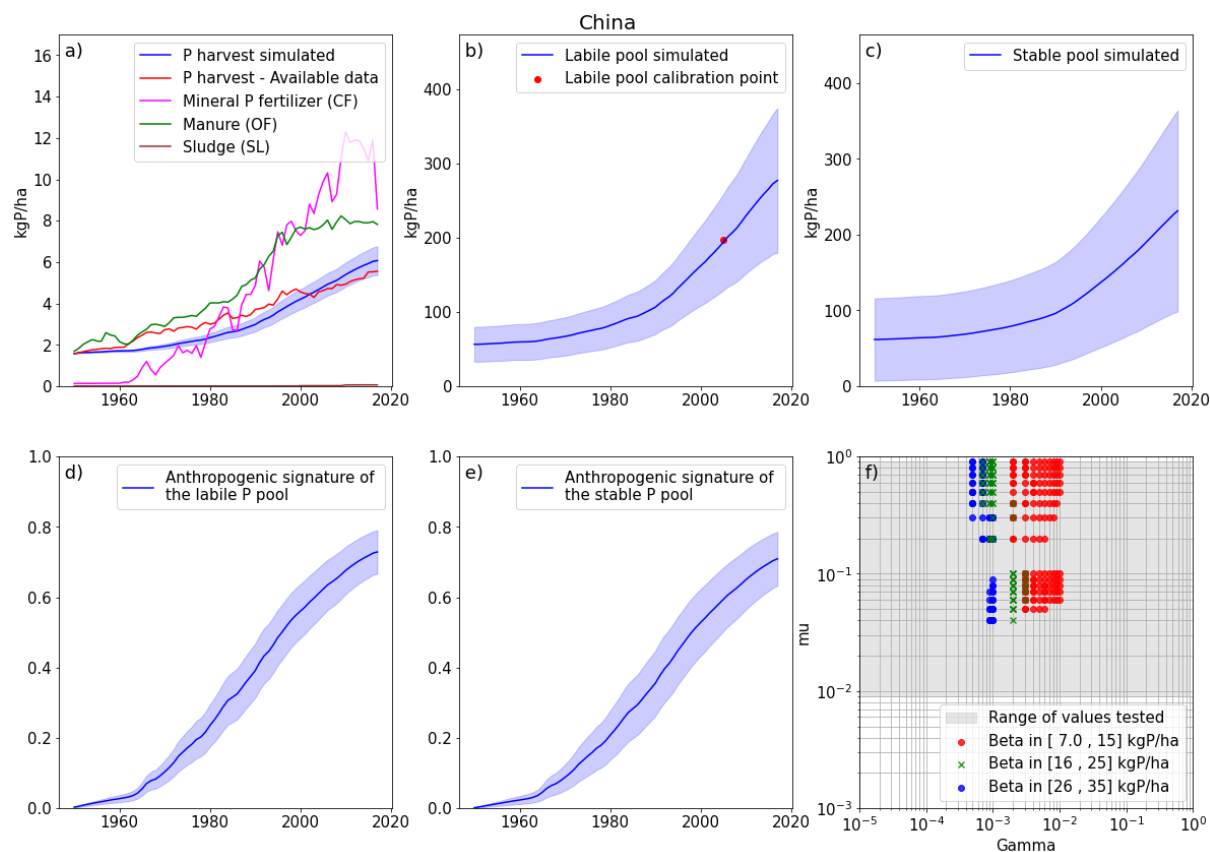 China
a)
P harvest simulated
P harvest - Available data
Mineral P fertilizer (CF)
Manure (OF)
Sludge (SL)
16
14
12
10
8
6
4
2
0
kgP/ha
1960
1980
2000
2020
b)
Labile pool simulated
Labile pool calibration point
400
300
200
100
0
kgP/ha
1960
1980
2000
2020
c)
Stable pool simulated
400
300
200
100
0
kgP/ha
1960
1980
2000
2020
d)
Anthropogenic signature of
the labile P pool
1.0
0.8
0.6
0.4
0.2
0.0
1960
1980
2000
2020
e)
Anthropogenic signature of
the stable P pool
1.0
0.8
0.6
0.4
0.2
0.0
1960
1980
2000
2020
f)
10⁰
10⁻¹
10⁻²
10⁻³
mu
Range of values tested
Beta in [ 7.0 , 15] kgP/ha
Beta in [16 , 25] kgP/ha
Beta in [26 , 35] kgP/ha
10⁻⁵
10⁻⁴
10⁻³
10⁻²
10⁻¹
10⁰
Gamma